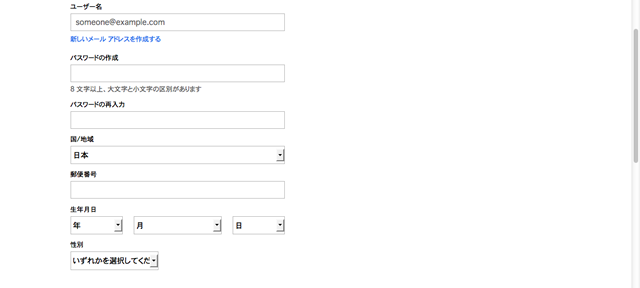 ユーザー名
someone@example.com
新しいメール アドレスを作成する
パスワードの作成
8 文字以上、大文字と小文字の区別があります
パスワードの再入力
国/地域
日本
郵便番号
生年月日
年 月 日
性別
いずれかを選択してくだ